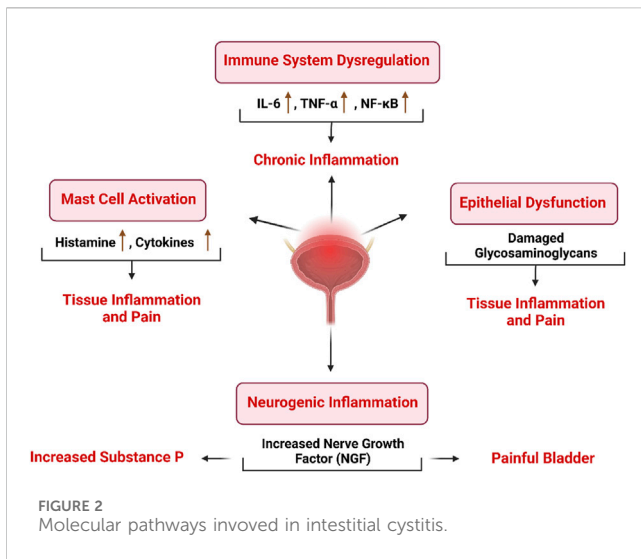 Immune System Dysregulation
IL-6 ↑ , TNF-α ↑ , NF-κB ↑
Chronic Inflammation
Mast Cell Activation
Histamine ↑ , Cytokines ↑
Tissue Inflammation
and Pain
Epithelial Dysfunction
Damaged
Glycosaminoglycans
Tissue Inflammation
and Pain
Neurogenic Inflammation
Increased Substance P
Increased Nerve Growth
Factor (NGF)
Painful Bladder
FIGURE 2
Molecular pathways invoved in intestitial cystitis.